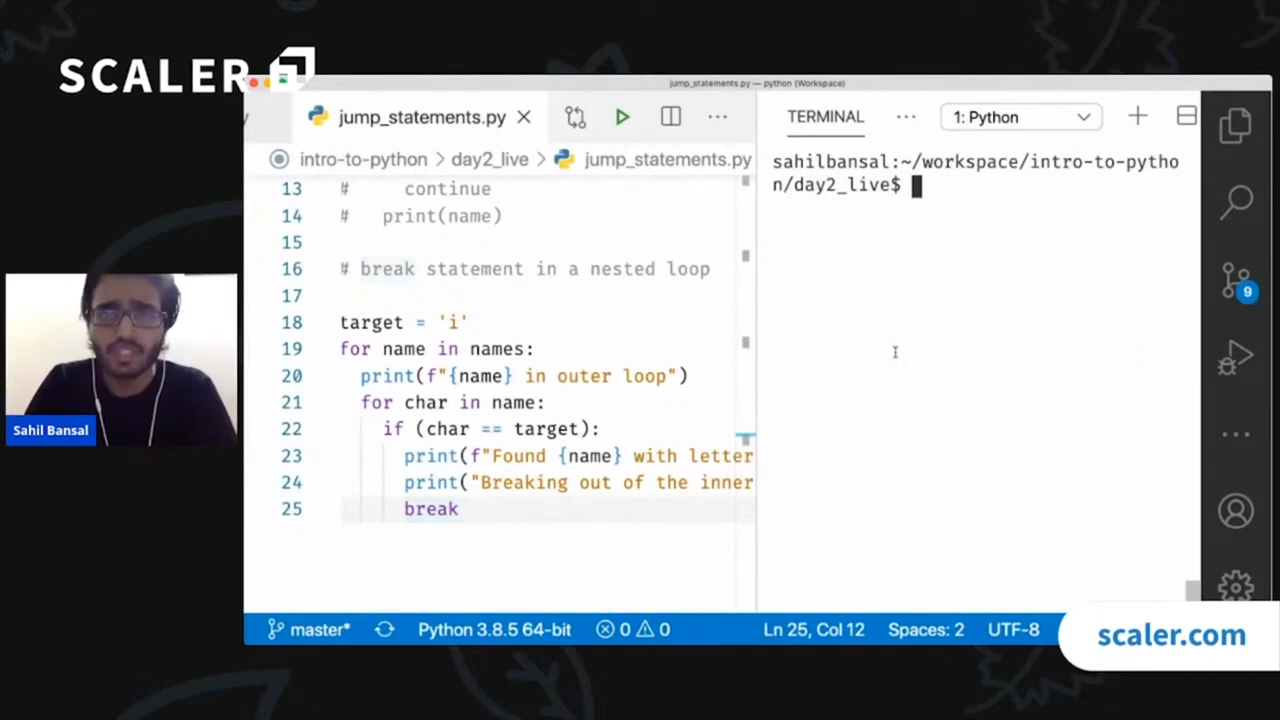 SCALER
jump_statements.py — python (Workspace)
jump_statements.py
TERMINAL
1: Python
intro-to-python > day2_live > jump_statements.py
sahilbansal:~/workspace/intro-to-pytho
n/day2_live$
13 # continue
14 # print(name)
15
16 # break statement in a nested loop
17
18 target = 'i'
19 for name in names:
20 print(f"{name} in outer loop")
21 for char in name:
22 if (char == target):
23 print(f"Found {name} with letter
24 print("Breaking out of the inner
25 break
9
Sahil Bansal
master*
Python 3.8.5 64-bit
0
0
Ln 25, Col 12
Spaces: 2
UTF-8
scaler.com